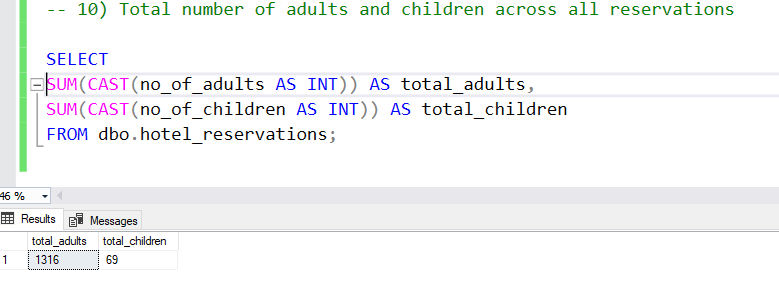 -- 10) Total number of adults and children across all reservations
SELECT
SUM(CAST(no_of_adults AS INT)) AS total_adults,
SUM(CAST(no_of_children AS INT)) AS total_children
FROM dbo.hotel_reservations;
46 %
Results Messages
total_adults total_children
1 1316 69